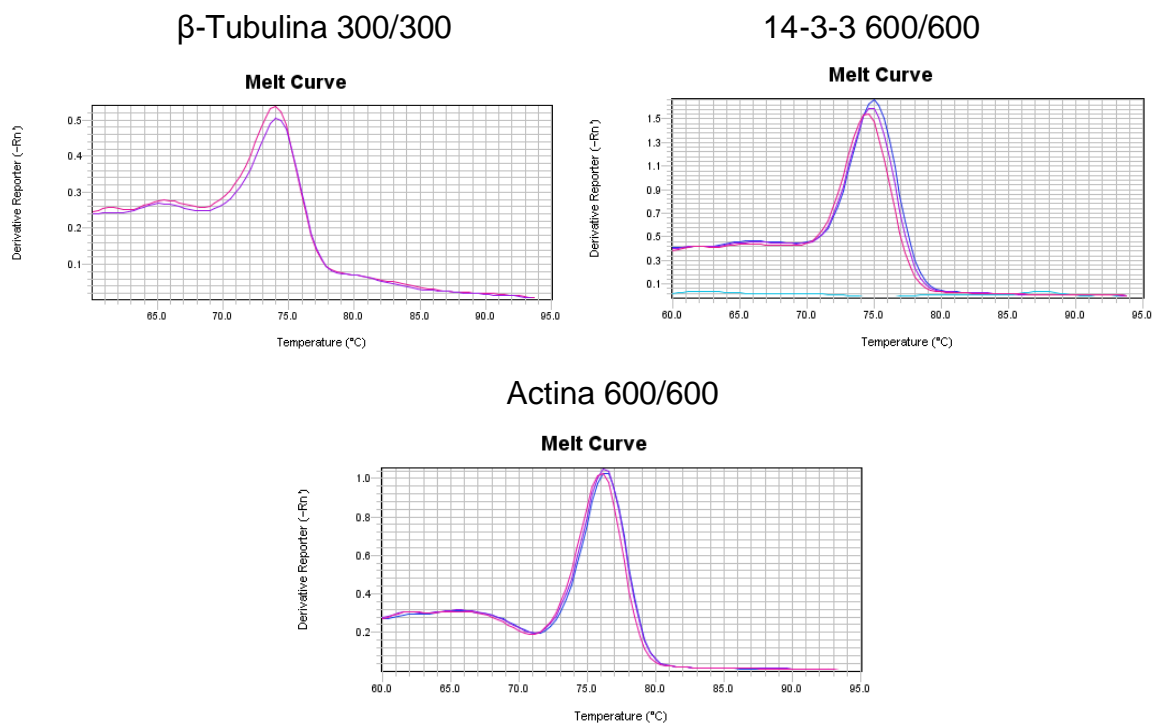 β-Tubulina 300/300
Melt Curve
Derivative Reporter (-Rn')
0.5
0.4
0.3
0.2
0.1
65.0 70.0 75.0 80.0 85.0 90.0 95.0
Temperature (°C)
14-3-3 600/600
Melt Curve
Derivative Reporter (-Rn')
1.5
1.3
1.1
0.9
0.7
0.5
0.3
0.1
60.0 65.0 70.0 75.0 80.0 85.0 90.0 95.0
Temperature (°C)
Actina 600/600
Melt Curve
Derivative Reporter (-Rn')
1.0
0.8
0.6
0.4
0.2
60.0 65.0 70.0 75.0 80.0 85.0 90.0 95.0
Temperature (°C)